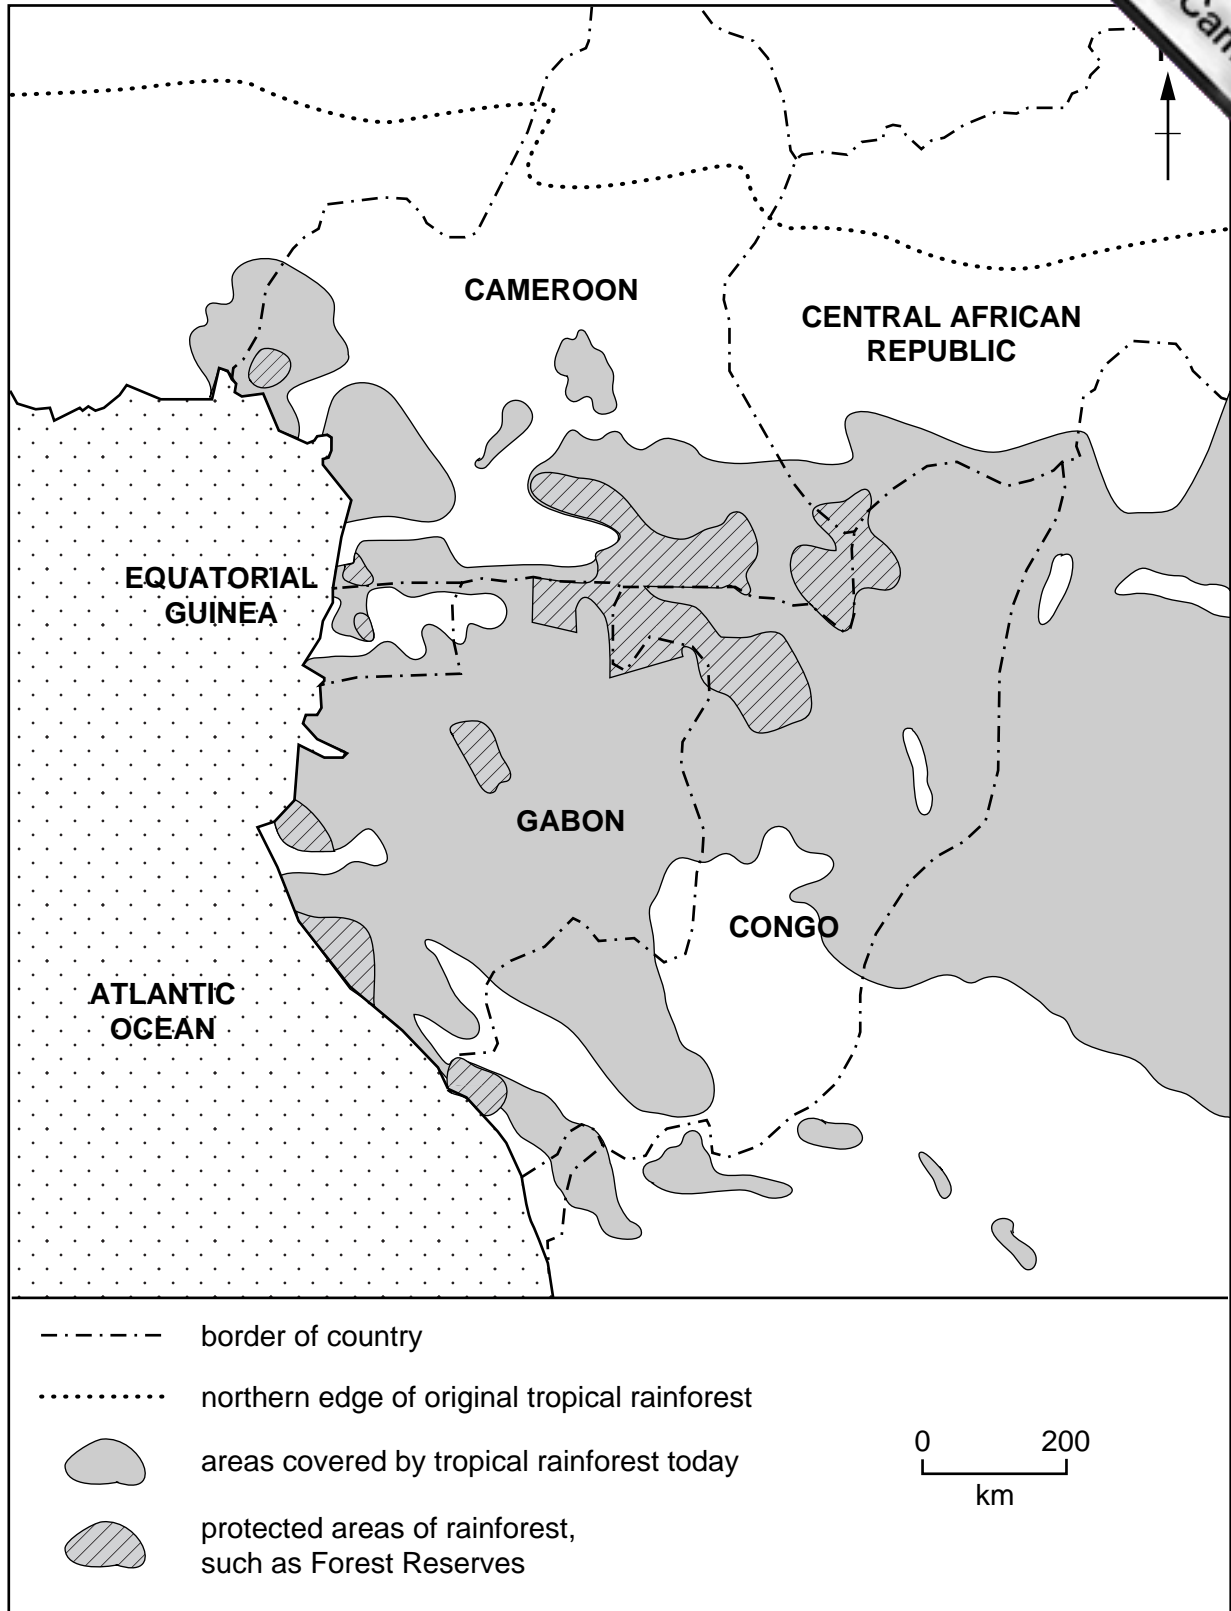 CAMEROON
CENTRAL AFRICAN
REPUBLIC
EQUATORIAL
GUINEA
GABON
CONGO
ATLANTIC
OCEAN
border of country
northern edge of original tropical rainforest
areas covered by tropical rainforest today
0 200
km
protected areas of rainforest,
such as Forest Reserves